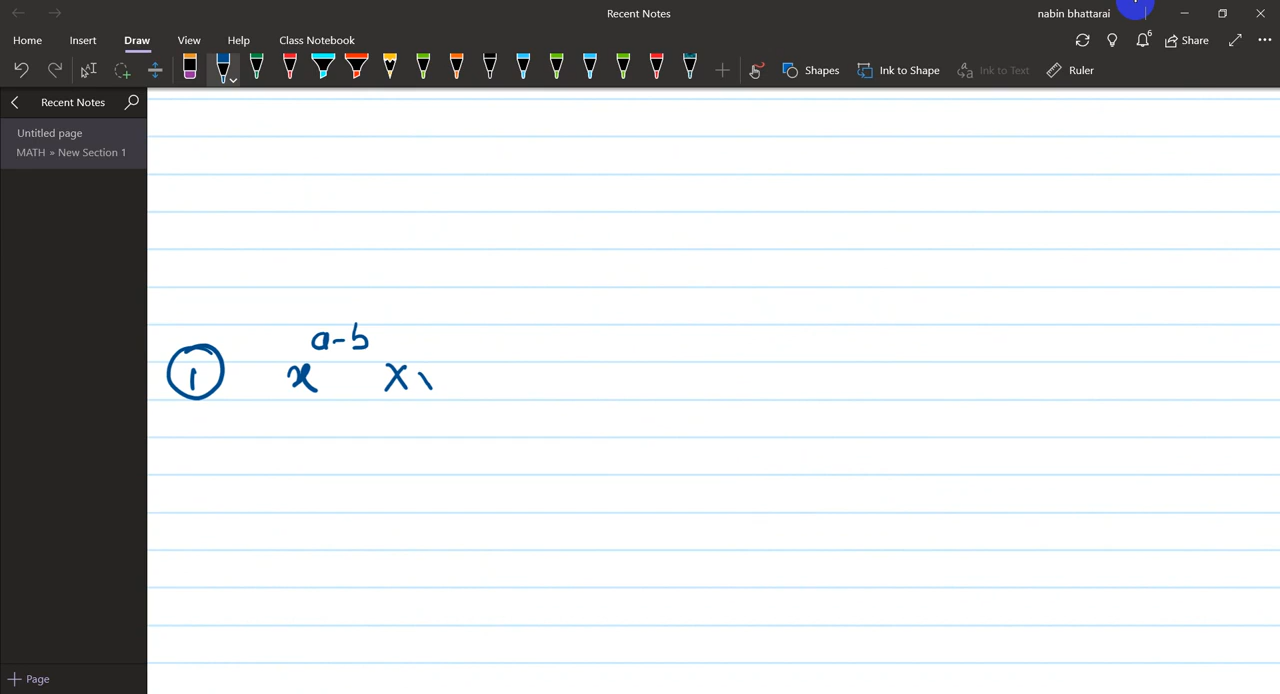 Recent Notes
nabin bhattarai
Home Insert Draw View Help Class Notebook
6
Share
Shapes Ink to Shape Ink to Text Ruler
Recent Notes
Untitled page
MATH » New Section 1
① x^{a-b} ×
Page